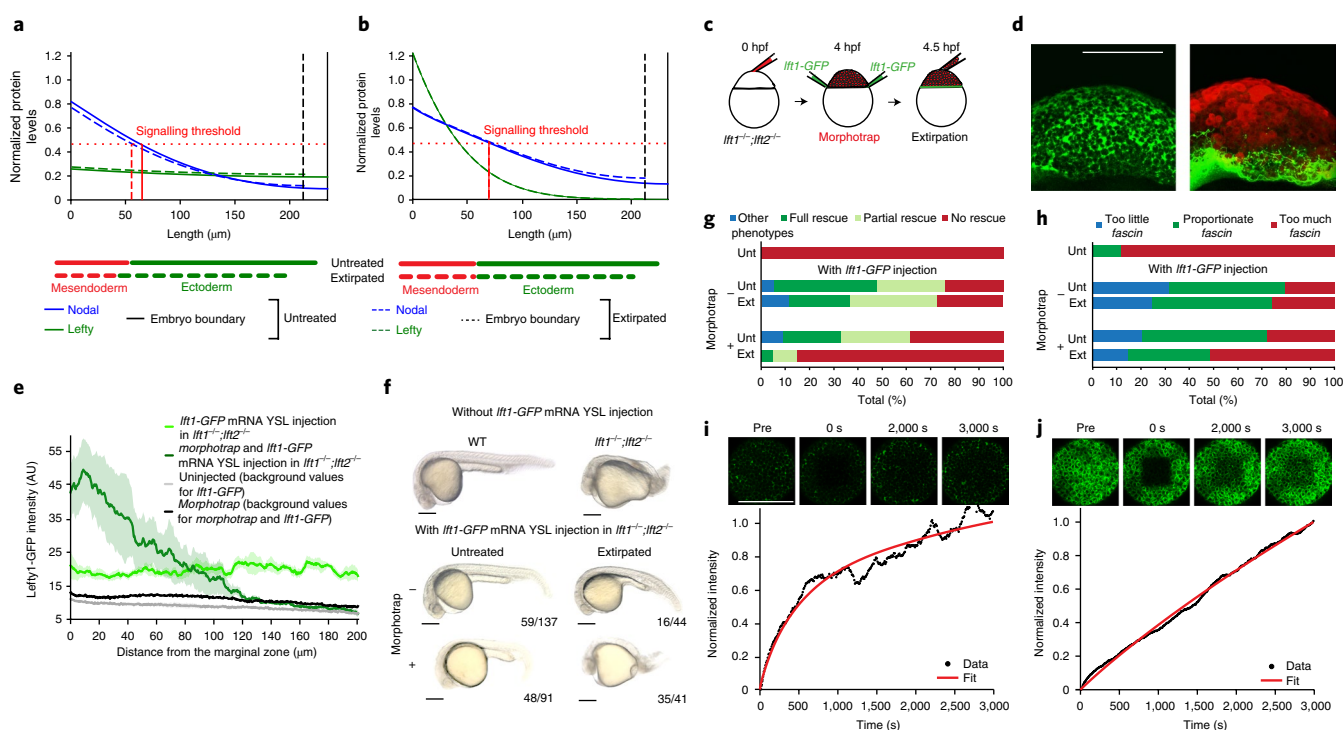 a
1.2
1.0
0.8
0.6
0.4
0.2
0
Normalized protein
levels
Signalling threshold
0
50
100
150
200
Length (μm)
b
1.2
1.0
0.8
0.6
0.4
0.2
0
Normalized protein
levels
Signalling threshold
0
50
100
150
200
Length (μm)
Untreated
Extirpated
Mesendoderm
Ectoderm
Mesendoderm
Ectoderm
Nodal
Lefty
Embryo boundary
Untreated
Nodal
Lefty
Embryo boundary
Extirpated
c
0 hpf
4 hpf
4.5 hpf
lft1-GFP
lft1-GFP
lft1–/–;lft2–/–
Morphotrap
Extirpation
d
e
Lefty1-GFP intensity (AU)
55
45
35
25
15
5
lft1-GFP mRNA YSL injection
in lft1–/–;lft2–/–
morphotrap and lft1-GFP
mRNA YSL injection in lft1–/–;lft2–/–
Uninjected (background values
for lft1-GFP)
Morphotrap (background values
for morphotrap and lft1-GFP)
0
20
40
60
80
100
120
140
160
180
200
Distance from the marginal zone (μm)
f
Without lft1-GFP mRNA YSL injection
WT
lft1–/–;lft2–/–
With lft1-GFP mRNA YSL injection in lft1–/–;lft2–/–
Untreated
Extirpated
Morphotrap
–
+
59/137
16/44
48/91
35/41
g
Other
phenotypes
Full rescue
Partial rescue
No rescue
Unt
With lft1-GFP injection
Morphotrap
–
Unt
Ext
+
Unt
Ext
0
10
20
30
40
50
60
70
80
90
100
Total (%)
h
Too little
fascin
Proportionate
fascin
Too much
fascin
Unt
With lft1-GFP injection
Morphotrap
–
Unt
Ext
+
Unt
Ext
0
10
20
30
40
50
60
70
80
90
100
Total (%)
i
Pre
0 s
2,000 s
3,000 s
Normalized intensity
1.0
0.8
0.6
0.4
0.2
0
Data
Fit
0
500
1,000
1,500
2,000
2,500
3,000
Time (s)
j
Pre
0 s
2,000 s
3,000 s
Normalized intensity
1.0
0.8
0.6
0.4
0.2
0
Data
Fit
0
500
1,000
1,500
2,000
2,500
3,000
Time (s)